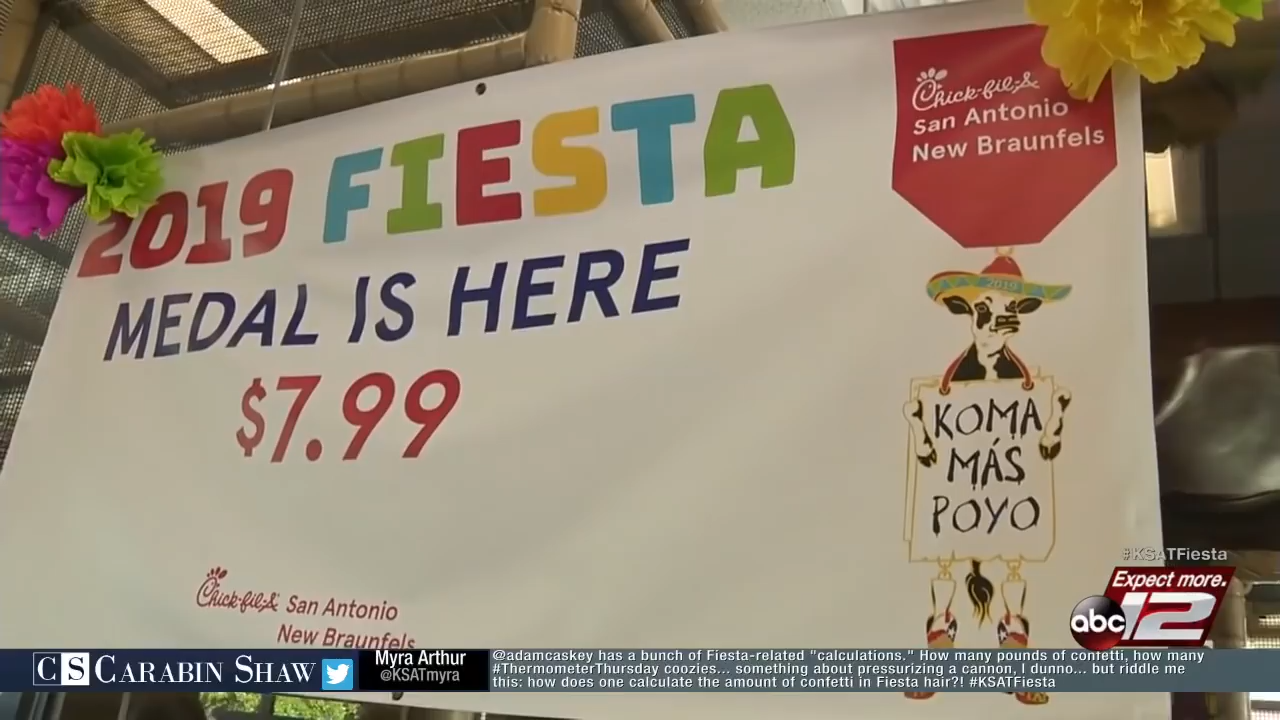 2019 FIESTA
MEDAL IS HERE
$7.99
Chick-fil-A San Antonio
New Braunfels
Chick-fil-A
San Antonio
New Braunfels
2019
KOMA
MÁS
POYO
#KSATFiesta
Expect more.
abc 12
CS CARABIN SHAW
Myra Arthur
@KSATmyra
@adamcaskey has a bunch of Fiesta-related "calculations." How many pounds of confetti, how many
#ThermometerThursday coozies... something about pressurizing a cannon, I dunno... but riddle me
this: how does one calculate the amount of confetti in Fiesta hair?! #KSATFiesta